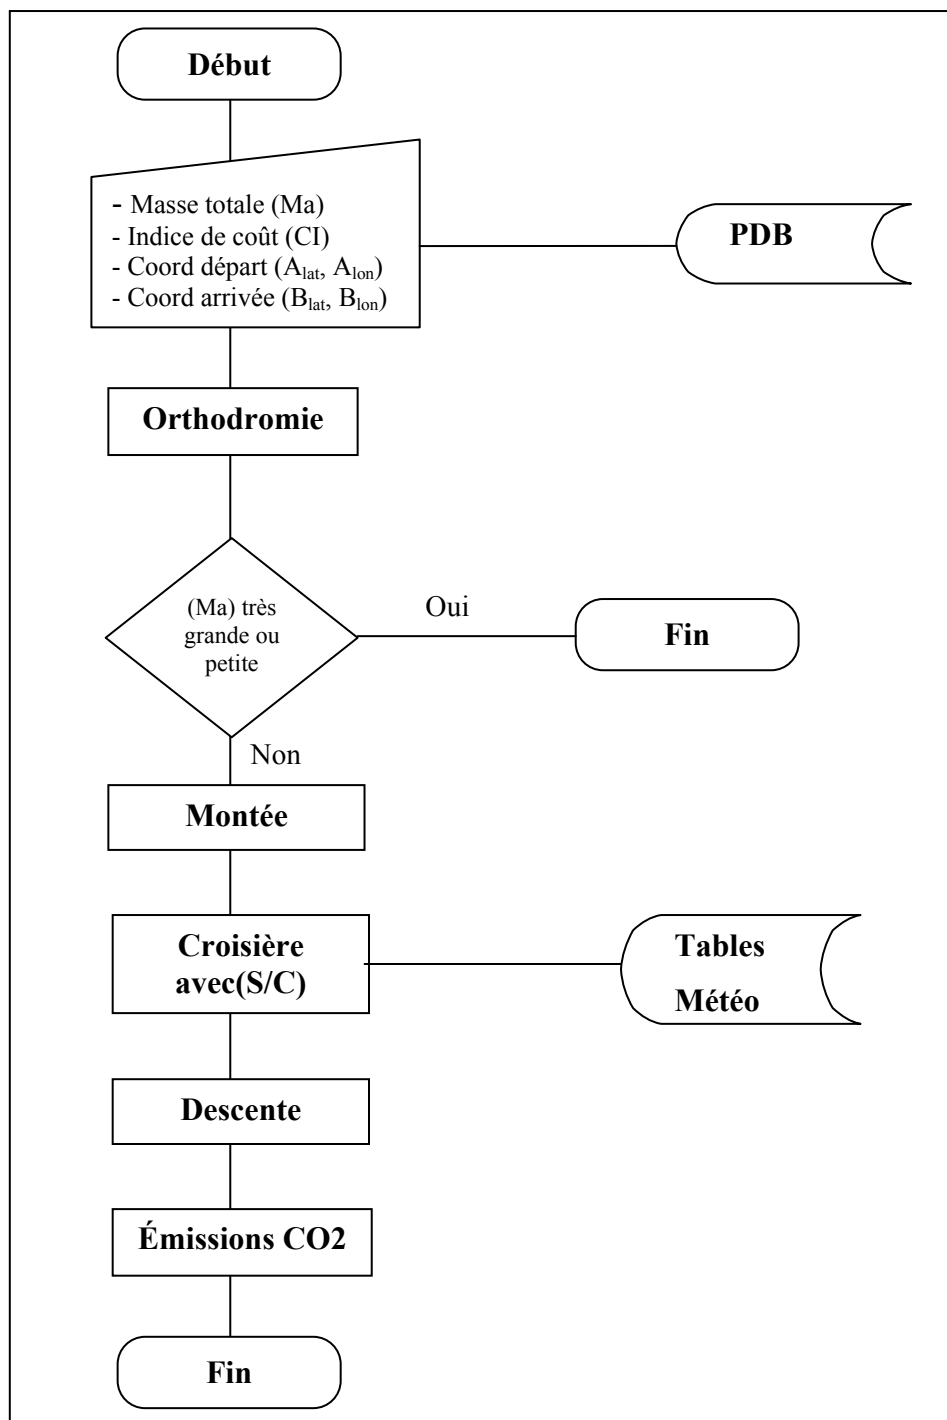 Début
- Masse totale (Ma)
- Indice de coût (CI)
- Coord départ (Alat, Alon)
- Coord arrivée (Blat, Blon)
PDB
Orthodromie
(Ma) très
grande ou
petite
Oui
Fin
Non
Montée
Croisière
avec(S/C)
Tables
Météo
Descente
Émissions CO2
Fin